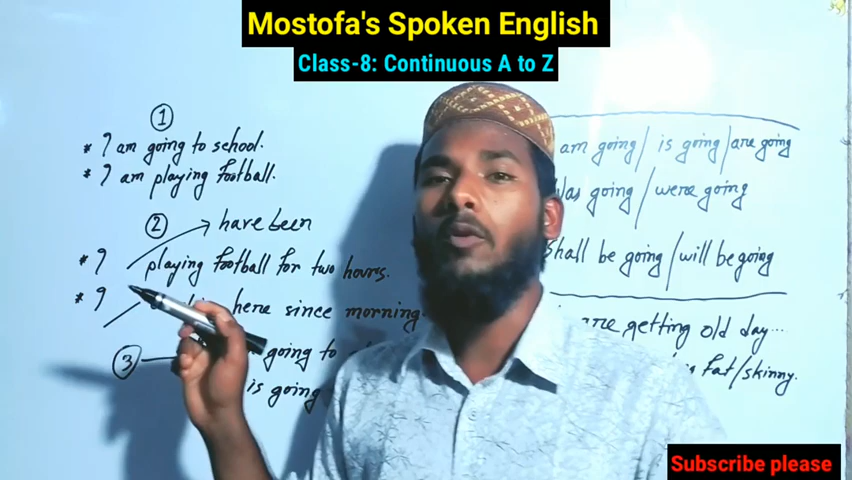 Mostofa's Spoken English
Class-8: Continuous A to Z
1
* I am going to school.
* I am playing football.
2 have been
* I playing football for two hours.
* I here since morning.
3 going to
is going
am going / is going / are going
was going / were going
shall be going / will be going
are getting old day...
fat/skinny.
Subscribe please